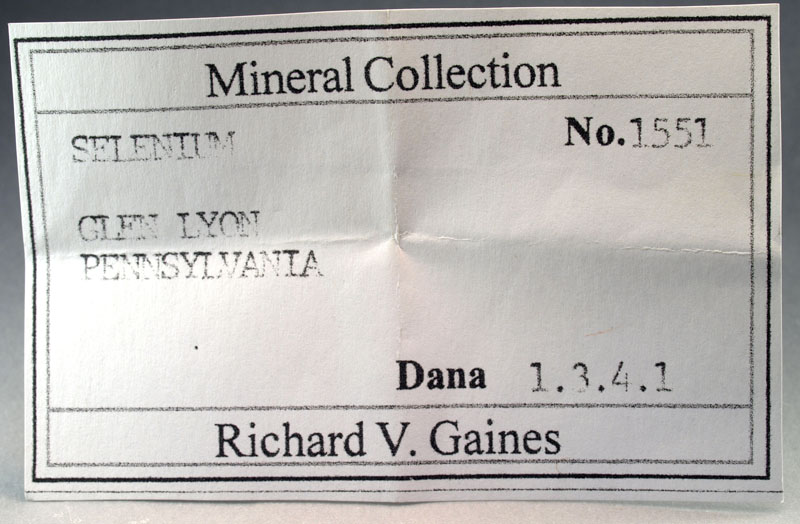 Mineral Collection
SELENIUM No.1551
GLEN LYON
PENNSYLVANIA
Dana 1.3.4.1
Richard V. Gaines